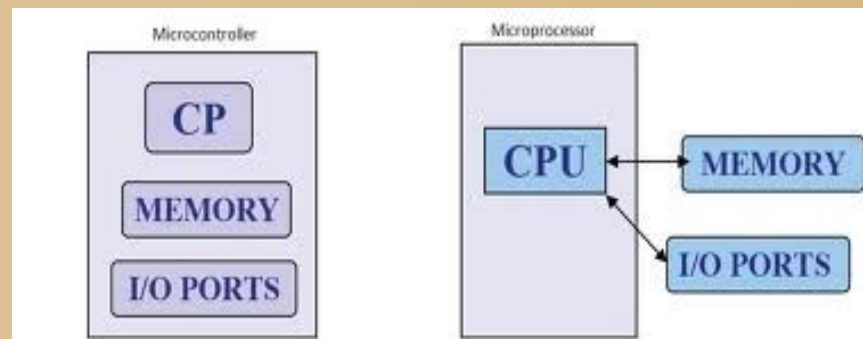 Microcontroller
CP
MEMORY
I/O PORTS
Microprocessor
CPU
MEMORY
I/O PORTS